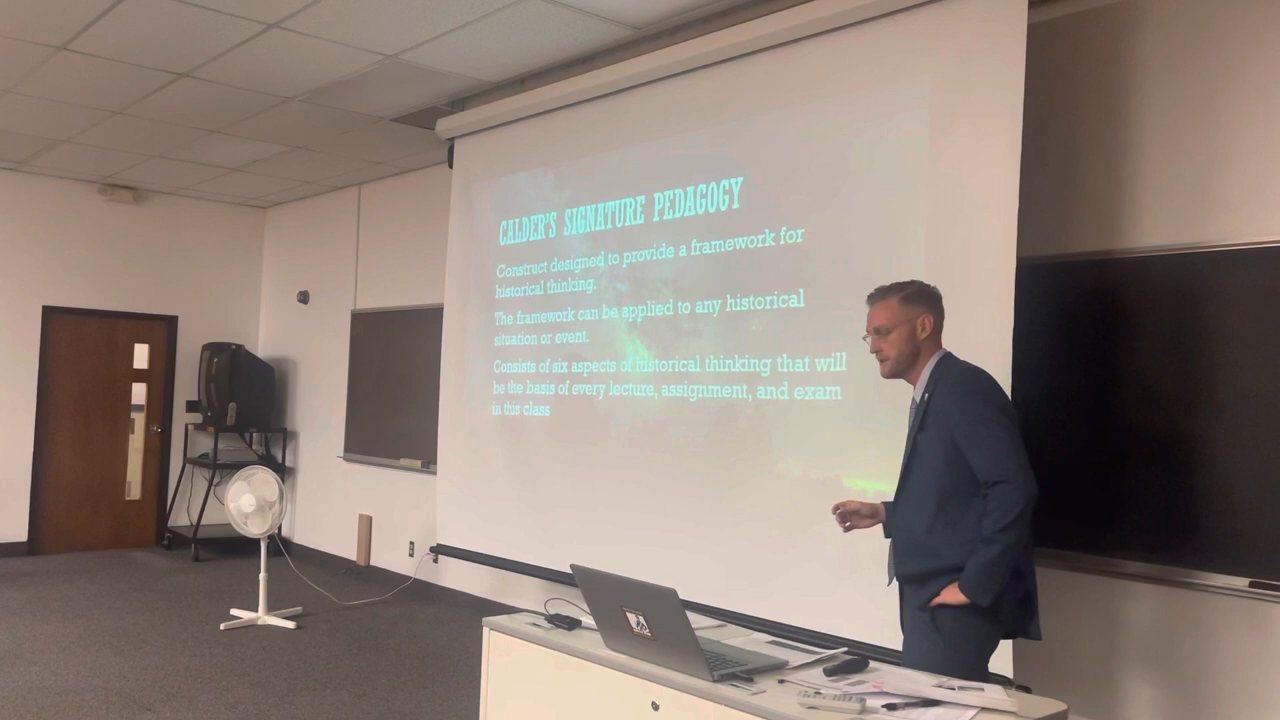 CALDER'S SIGNATURE PEDAGOGY
Construct designed to provide a framework for
historical thinking.
The framework can be applied to any historical
situation or event.
Consists of six aspects of historical thinking that will
be the basis of every lecture, assignment, and exam
in this class